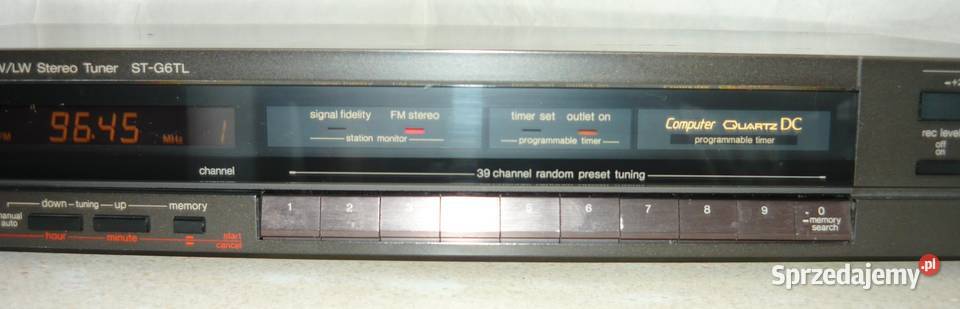 W/LW Stereo Tuner ST-G6TL
signal fidelity FM stereo
station monitor
timer set outlet on
programmable timer
Computer QUARTZ DC
programmable timer
FM 96.45 MHz 1
channel
39 channel random preset tuning
+2
rec level
off
on
manual
auto
down tuning up memory
hour minute
start
cancel
1 2 3 5 6 7 8 9 0
memory
search
Sprzedajemy.pl